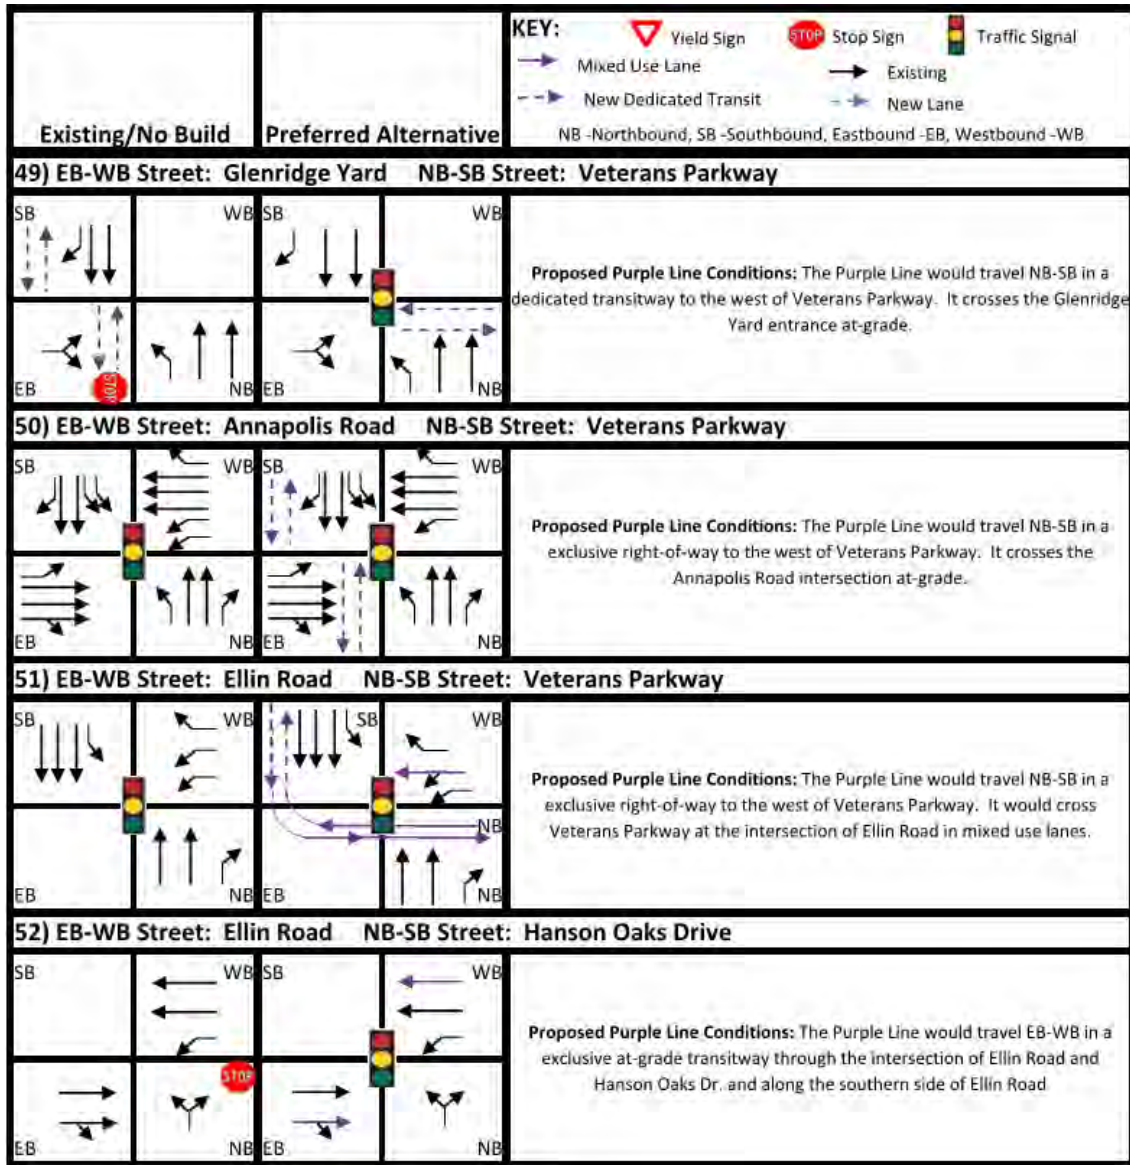 KEY:
Yield Sign
STOP
Stop Sign
Traffic Signal
Mixed Use Lane
Existing
New Dedicated Transit
New Lane
Existing/No Build
Preferred Alternative
NB -Northbound, SB -Southbound, Eastbound -EB, Westbound -WB
49) EB-WB Street: Glenridge Yard NB-SB Street: Veterans Parkway
SB
WB
SB
WB
Proposed Purple Line Conditions: The Purple Line would travel NB-SB in a
dedicated transitway to the west of Veterans Parkway. It crosses the Glenridge
Yard entrance at-grade.
EB
STOP
NB
EB
NB
50) EB-WB Street: Annapolis Road NB-SB Street: Veterans Parkway
SB
WB
SB
WB
Proposed Purple Line Conditions: The Purple Line would travel NB-SB in a
exclusive right-of-way to the west of Veterans Parkway. It crosses the
Annapolis Road intersection at-grade.
EB
NB
EB
NB
51) EB-WB Street: Ellin Road NB-SB Street: Veterans Parkway
SB
WB
SB
WB
Proposed Purple Line Conditions: The Purple Line would travel NB-SB in a
exclusive right-of-way to the west of Veterans Parkway. It would cross
Veterans Parkway at the intersection of Ellin Road in mixed use lanes.
NB
EB
NB
EB
NB
52) EB-WB Street: Ellin Road NB-SB Street: Hanson Oaks Drive
SB
WB
SB
WB
Proposed Purple Line Conditions: The Purple Line would travel EB-WB in a
exclusive at-grade transitway through the intersection of Ellin Road and
Hanson Oaks Dr. and along the southern side of Ellin Road
STOP
EB
NB
EB
NB